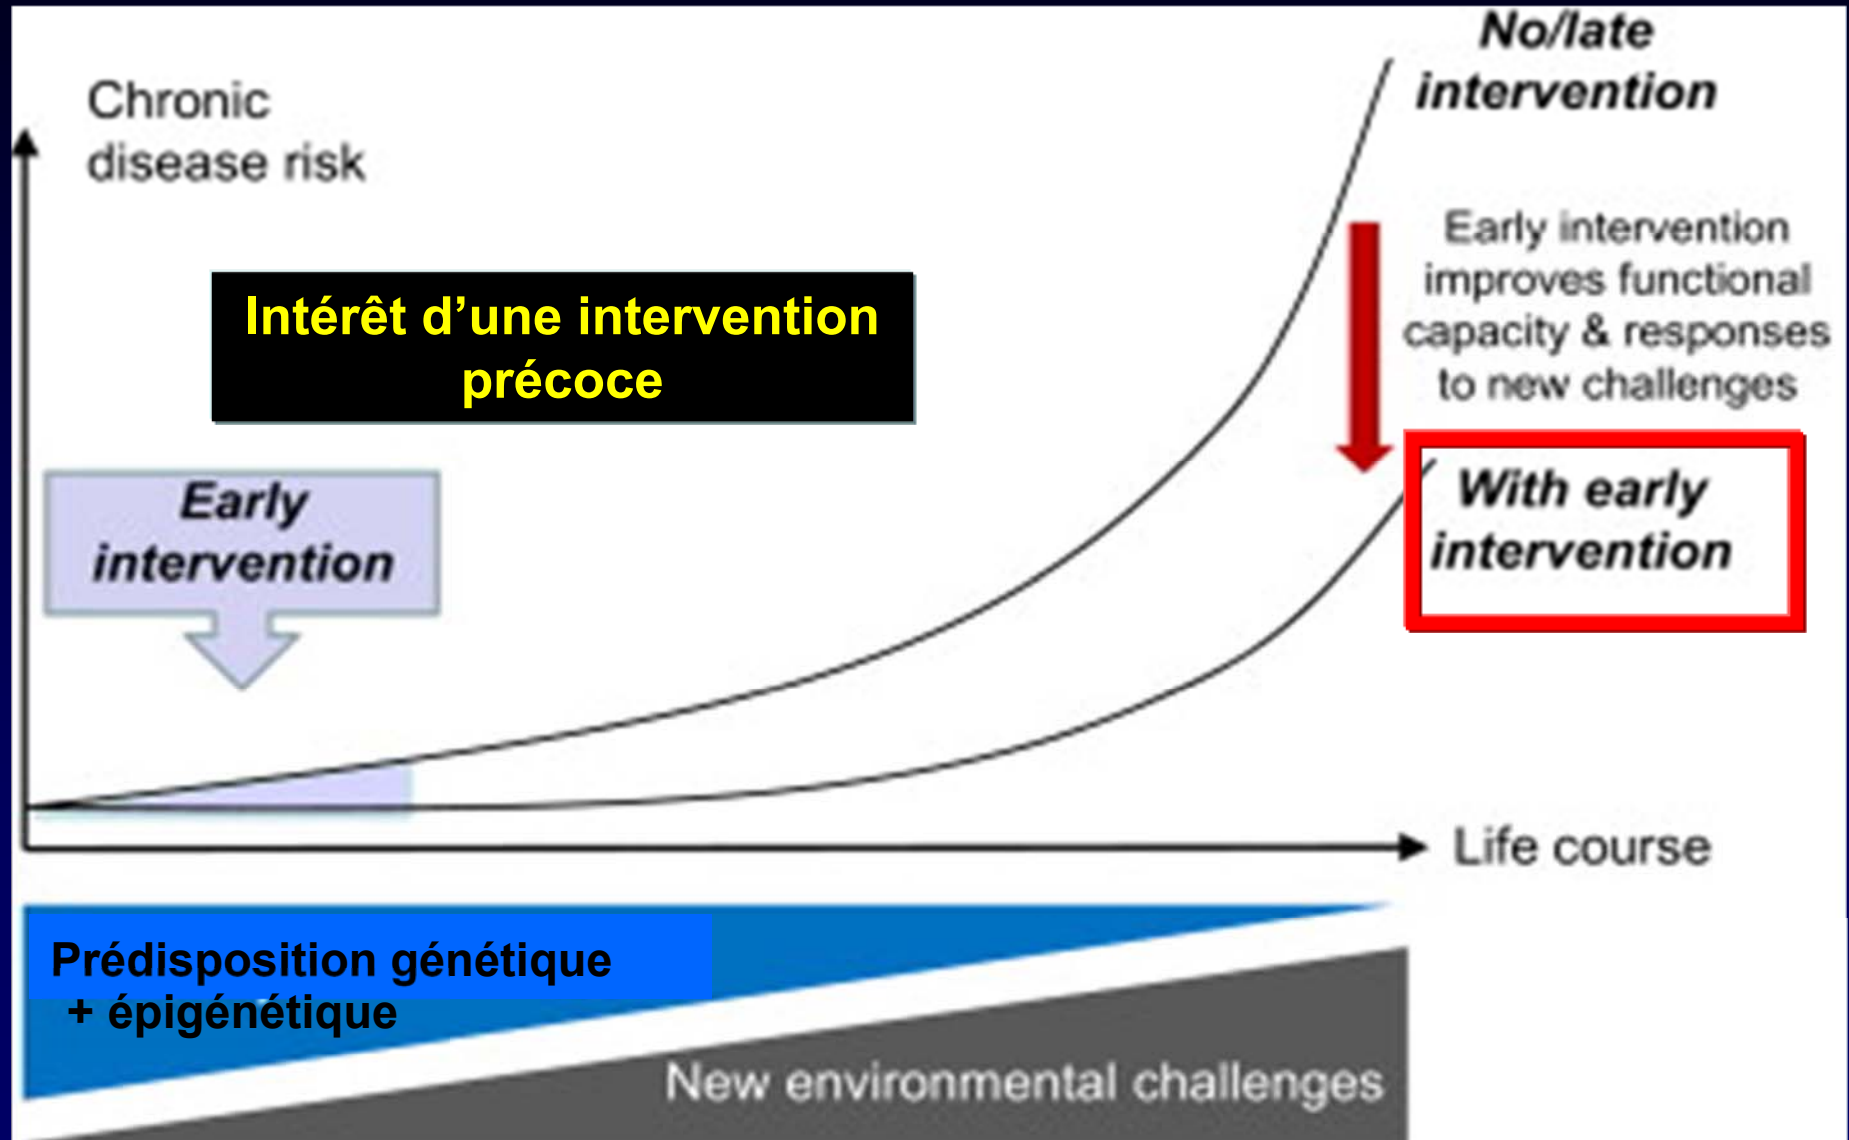 No/late
intervention
Chronic
disease risk
Early intervention
improves functional
capacity & responses
to new challenges
Intérêt d’une intervention
précoce
Early
intervention
With early
intervention
Life course
Prédisposition génétique
+ épigénétique
New environmental challenges